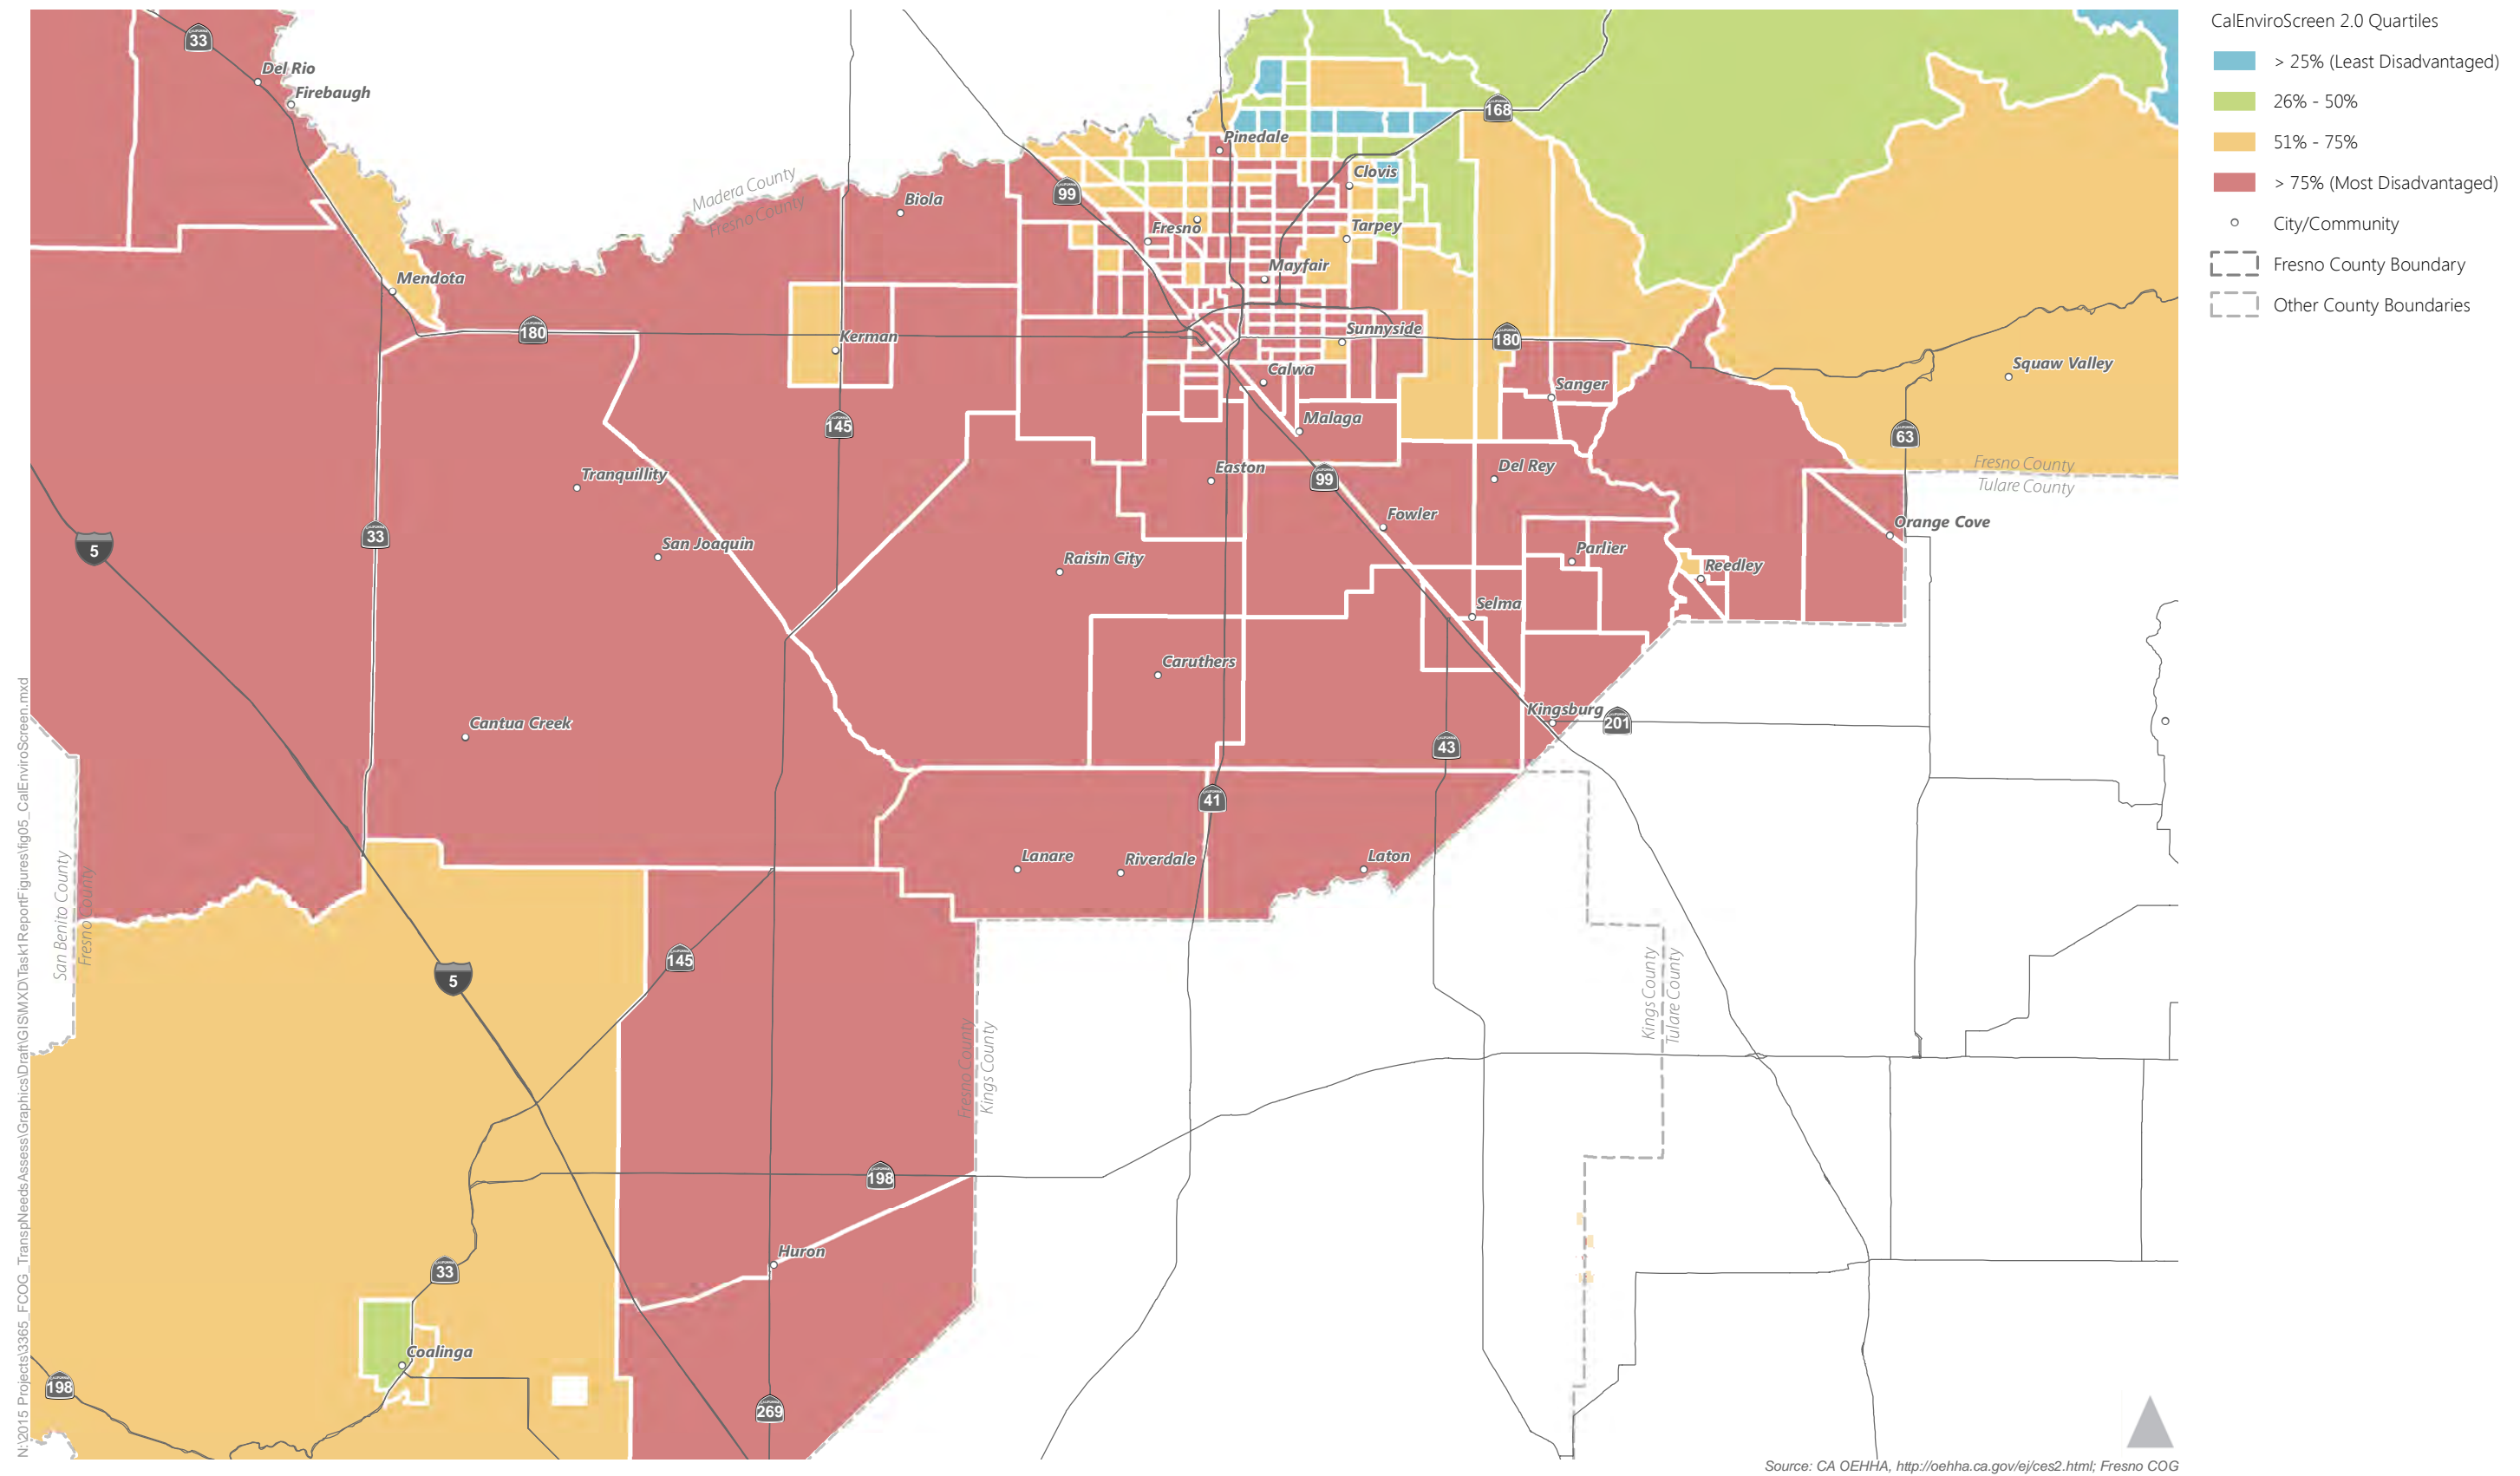 CalEnviroScreen 2.0 Quartiles
> 25% (Least Disadvantaged)
26% - 50%
51% - 75%
> 75% (Most Disadvantaged)
City/Community
Fresno County Boundary
Other County Boundaries
33
Del Rio
Firebaugh
168
Pinedale
Madera County
Fresno County
Biola
99
Clovis
Fresno
Tarpey
Mayfair
Mendota
180
Kerman
Sunnyside
180
Calwa
Sanger
Squaw Valley
145
Malaga
63
Tranquillity
Easton
99
Del Rey
Fresno County
Tulare County
5
33
San Joaquin
Raisin City
Fowler
Parlier
Orange Cove
Reedley
Selma
Caruthers
Cantua Creek
Kingsburg
201
43
41
Lanare
Riverdale
Laton
San Benito County
Fresno County
5
145
Fresno County
Kings County
Kings County
Tulare County
198
Huron
33
Coalinga
198
269
N:\2015 Projects\3365_FCOG_TranspNeedsAssess\Graphics\Draft\GIS\MXD\Task1ReportFigures\fig05_CalEnviroScreen.mxd
Source: CA OEHHA, http://oehha.ca.gov/ej/ces2.html; Fresno COG